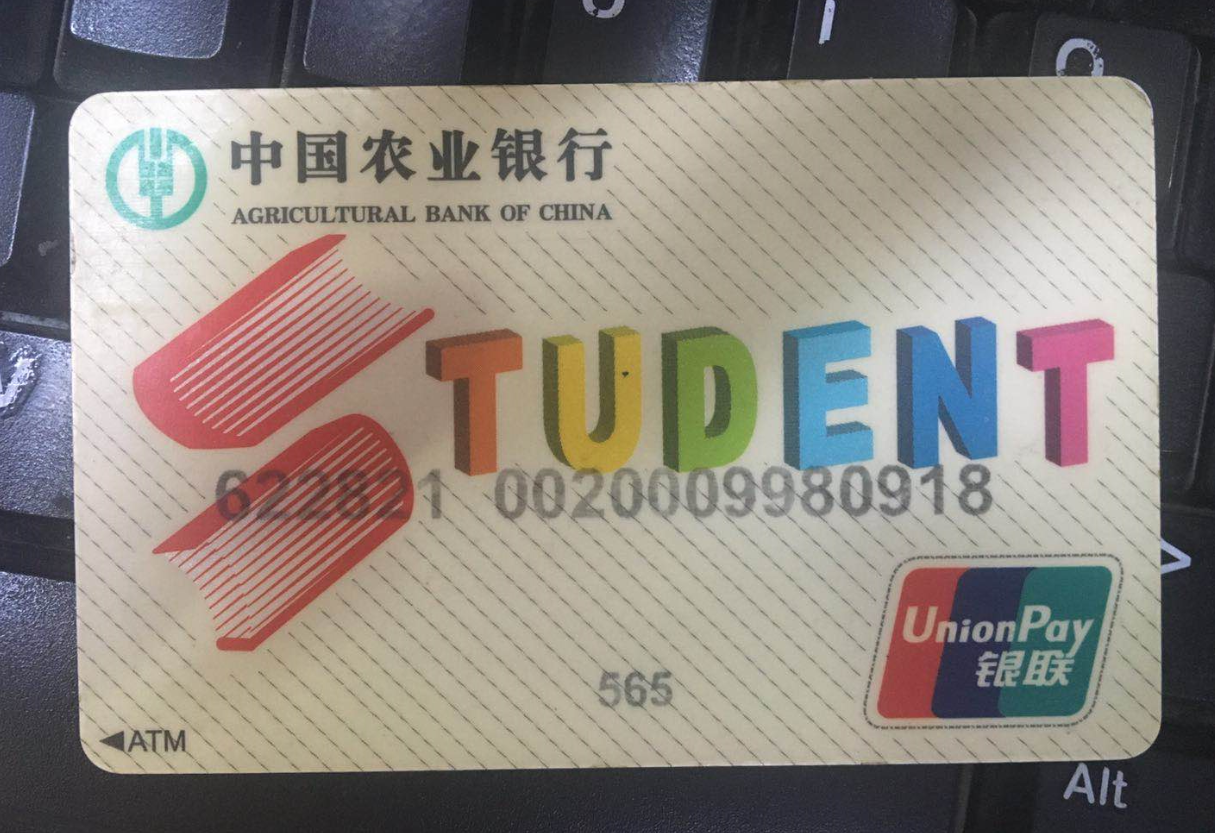 中国农业银行
AGRICULTURAL BANK OF CHINA
STUDENT
622821 0020009980918
UnionPay
银联
565
ATM
Alt